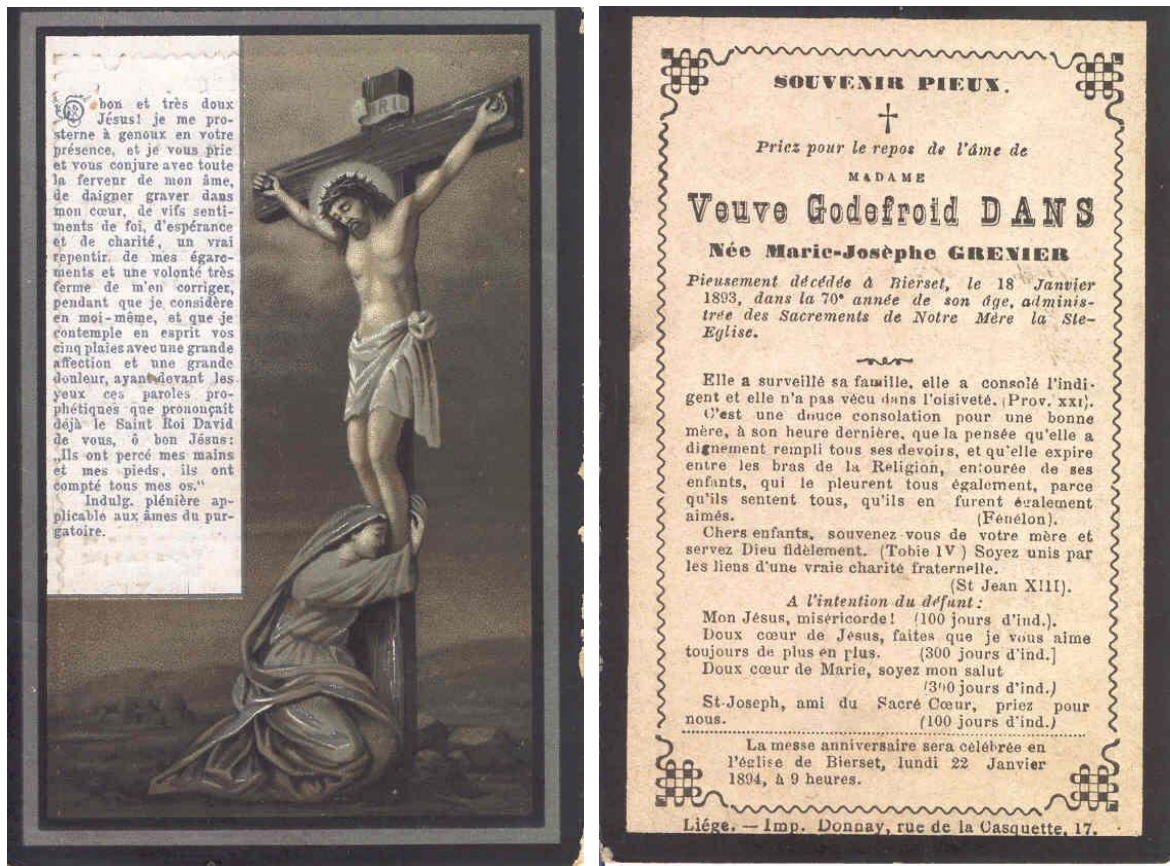 O bon et très doux
Jésus! je me pro-
sterne à genoux en votre
présence, et je vous prie
et vous conjure avec toute
la ferveur de mon âme,
de daigner graver dans
mon cœur, de vifs senti-
ments de foi, d'espérance
et de charité, un vrai
repentir de mes égare-
ments et une volonté très
ferme de m'en corriger,
pendant que je considère
en moi-même, et que je
contemple en esprit vos
cinq plaies avec une grande
affection et une grande
douleur, ayant devant les
yeux ces paroles pro-
phétiques que prononçait
déjà le Saint Roi David
de vous, ô bon Jésus:
„Ils ont percé mes mains
et mes pieds, ils ont
compté tous mes os."
Indulg. plénière ap-
plicable aux âmes du pur-
gatoire.
SOUVENIR PIEUX.
Priez pour le repos de l'âme de
MADAME
Veuve Godefroid DANS
Née Marie-Josèphe GRENIER
Pieusement décédée à Bierset, le 18 Janvier
1893, dans la 70e année de son âge, adminis-
trée des Sacrements de Notre Mère la Ste-
Eglise.
Elle a surveillé sa famille, elle a consolé l'indi-
gent et elle n'a pas vécu dans l'oisiveté. (Prov. XXI).
C'est une douce consolation pour une bonne
mère, à son heure dernière, que la pensée qu'elle a
dignement rempli tous ses devoirs, et qu'elle expire
entre les bras de la Religion, entourée de ses
enfants, qui le pleurent tous également, parce
qu'ils sentent tous, qu'ils en furent également
aimés. (Fénélon).
Chers enfants, souvenez-vous de votre mère et
servez Dieu fidèlement. (Tobie IV) Soyez unis par
les liens d'une vraie charité fraternelle.
(St Jean XIII).
A l'intention du défunt:
Mon Jésus, miséricorde! (100 jours d'ind.).
Doux cœur de Jésus, faites que je vous aime
toujours de plus en plus. (300 jours d'ind.]
Doux cœur de Marie, soyez mon salut
(300 jours d'ind.)
St-Joseph, ami du Sacré Cœur, priez pour
nous. (100 jours d'ind.)
La messe anniversaire sera célébrée en
l'église de Bierset, lundi 22 Janvier
1894, à 9 heures.
Liége. — Imp. Donnay, rue de la Casquette, 17.